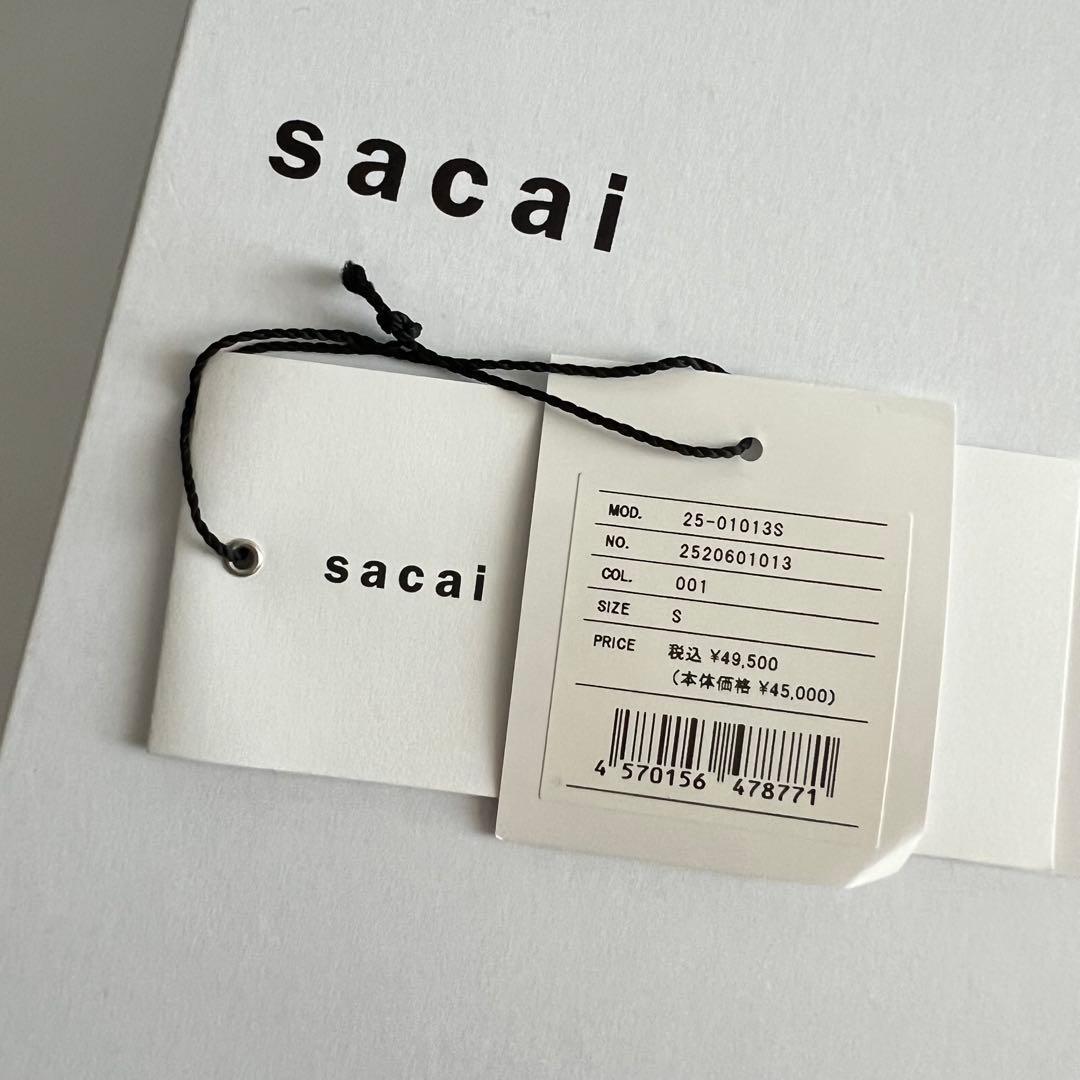 sacai
sacai
MOD. 25-01013S
NO. 2520601013
COL. 001
SIZE S
PRICE 税込 ¥49,500
(本体価格 ¥45,000)
4 570156 478771